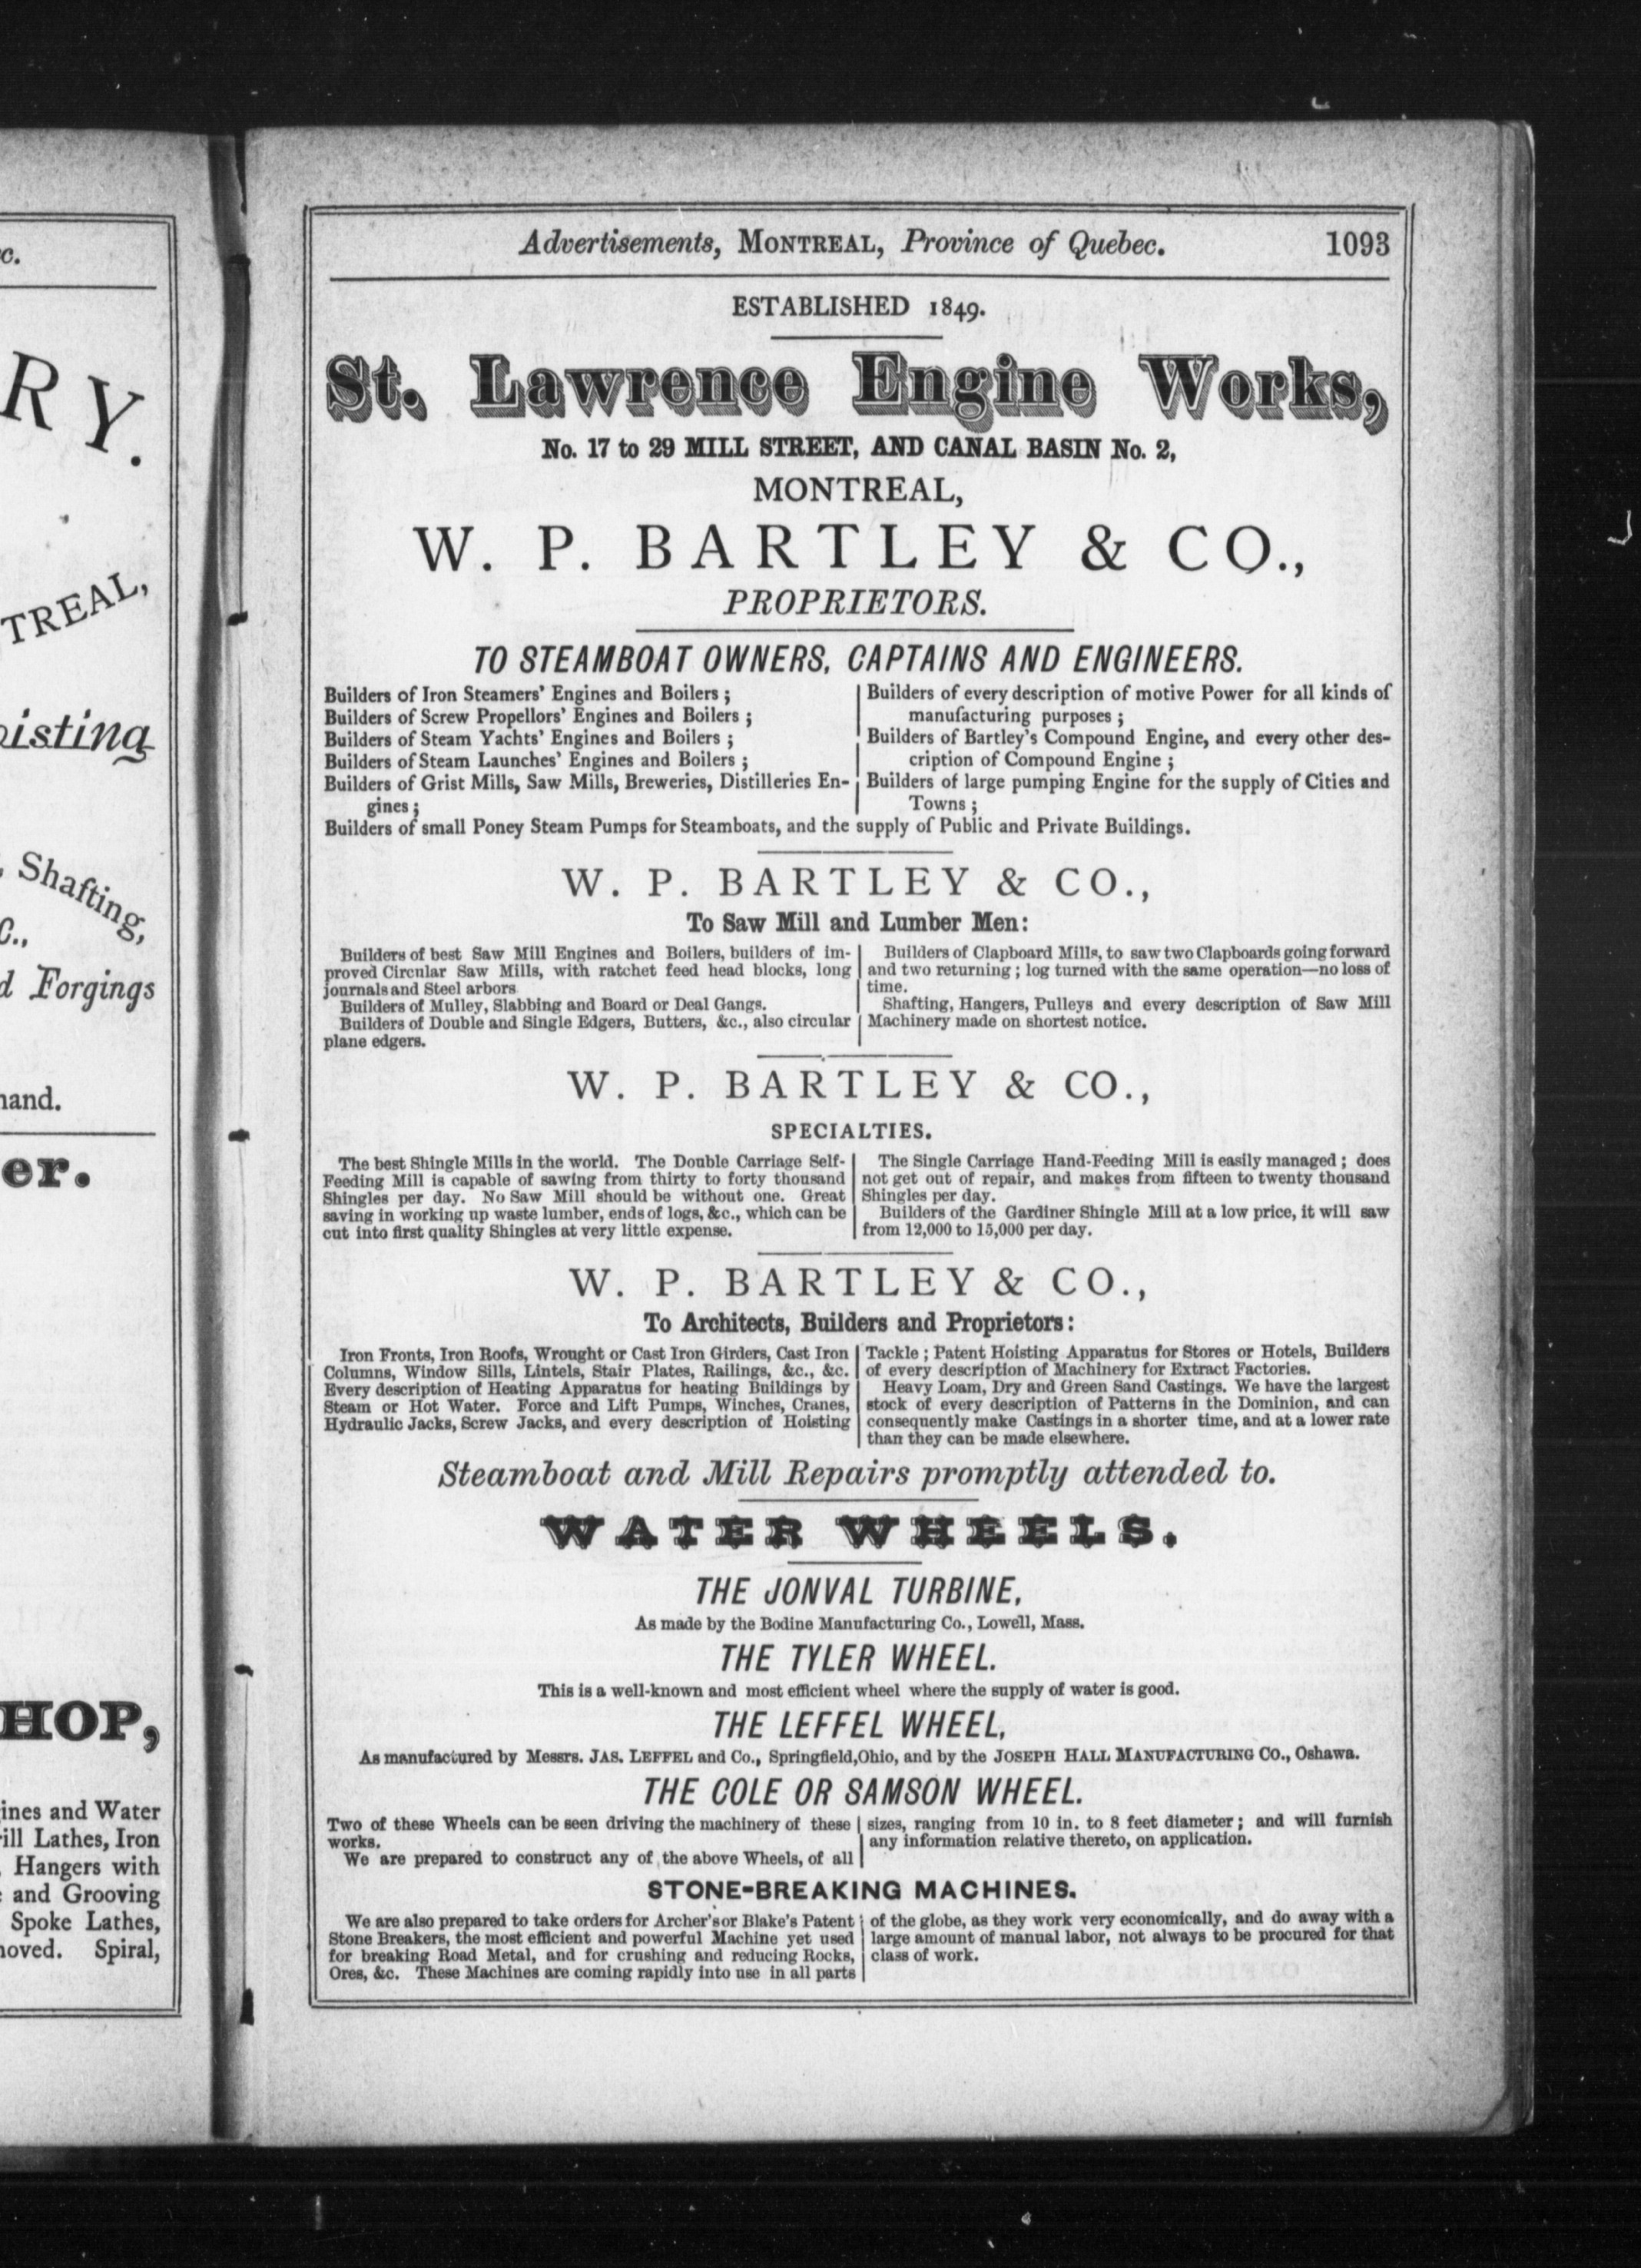 c.
RY.
TREAL,
isting
Shafting,
C.,
d Forgings
hand.
er.
HOP,
ines and Water
ill Lathes, Iron
Hangers with
and Grooving
Spoke Lathes,
oved. Spiral,
Advertisements, MONTREAL, Province of Quebec. 1093
ESTABLISHED 1849.
St. Lawrence Engine Works,
No. 17 to 29 MILL STREET, AND CANAL BASIN No. 2,
MONTREAL,
W. P. BARTLEY & CO.,
PROPRIETORS.
TO STEAMBOAT OWNERS, CAPTAINS AND ENGINEERS.
Builders of Iron Steamers' Engines and Boilers ;
Builders of Screw Propellors' Engines and Boilers ;
Builders of Steam Yachts' Engines and Boilers ;
Builders of Steam Launches' Engines and Boilers ;
Builders of Grist Mills, Saw Mills, Breweries, Distilleries En-
gines ;
Builders of every description of motive Power for all kinds of
manufacturing purposes ;
Builders of Bartley's Compound Engine, and every other des-
cription of Compound Engine ;
Builders of large pumping Engine for the supply of Cities and
Towns ;
Builders of small Poney Steam Pumps for Steamboats, and the supply of Public and Private Buildings.
W. P. BARTLEY & CO.,
To Saw Mill and Lumber Men:
Builders of best Saw Mill Engines and Boilers, builders of im-
proved Circular Saw Mills, with ratchet feed head blocks, long
journals and Steel arbors
Builders of Mulley, Slabbing and Board or Deal Gangs.
Builders of Double and Single Edgers, Butters, &c., also circular
plane edgers.
Builders of Clapboard Mills, to saw two Clapboards going forward
and two returning ; log turned with the same operation—no loss of
time.
Shafting, Hangers, Pulleys and every description of Saw Mill
Machinery made on shortest notice.
W. P. BARTLEY & CO.,
SPECIALTIES.
The best Shingle Mills in the world. The Double Carriage Self-
Feeding Mill is capable of sawing from thirty to forty thousand
Shingles per day. No Saw Mill should be without one. Great
saving in working up waste lumber, ends of logs, &c., which can be
cut into first quality Shingles at very little expense.
The Single Carriage Hand-Feeding Mill is easily managed ; does
not get out of repair, and makes from fifteen to twenty thousand
Shingles per day.
Builders of the Gardiner Shingle Mill at a low price, it will saw
from 12,000 to 15,000 per day.
W. P. BARTLEY & CO.,
To Architects, Builders and Proprietors:
Iron Fronts, Iron Roofs, Wrought or Cast Iron Girders, Cast Iron
Columns, Window Sills, Lintels, Stair Plates, Railings, &c., &c.
Every description of Heating Apparatus for heating Buildings by
Steam or Hot Water. Force and Lift Pumps, Winches, Cranes,
Hydraulic Jacks, Screw Jacks, and every description of Hoisting
Tackle ; Patent Hoisting Apparatus for Stores or Hotels, Builders
of every description of Machinery for Extract Factories.
Heavy Loam, Dry and Green Sand Castings. We have the largest
stock of every description of Patterns in the Dominion, and can
consequently make Castings in a shorter time, and at a lower rate
than they can be made elsewhere.
Steamboat and Mill Repairs promptly attended to.
WATER WHEELS.
THE JONVAL TURBINE,
As made by the Bodine Manufacturing Co., Lowell, Mass.
THE TYLER WHEEL.
This is a well-known and most efficient wheel where the supply of water is good.
THE LEFFEL WHEEL,
As manufactured by Messrs. JAS. LEFFEL and Co., Springfield,Ohio, and by the JOSEPH HALL MANUFACTURING CO., Oshawa.
THE COLE OR SAMSON WHEEL.
Two of these Wheels can be seen driving the machinery of these
works.
We are prepared to construct any of the above Wheels, of all
sizes, ranging from 10 in. to 8 feet diameter ; and will furnish
any information relative thereto, on application.
STONE-BREAKING MACHINES.
We are also prepared to take orders for Archer's or Blake's Patent
Stone Breakers, the most efficient and powerful Machine yet used
for breaking Road Metal, and for crushing and reducing Rocks,
Ores, &c. These Machines are coming rapidly into use in all parts
of the globe, as they work very economically, and do away with a
large amount of manual labor, not always to be procured for that
class of work.